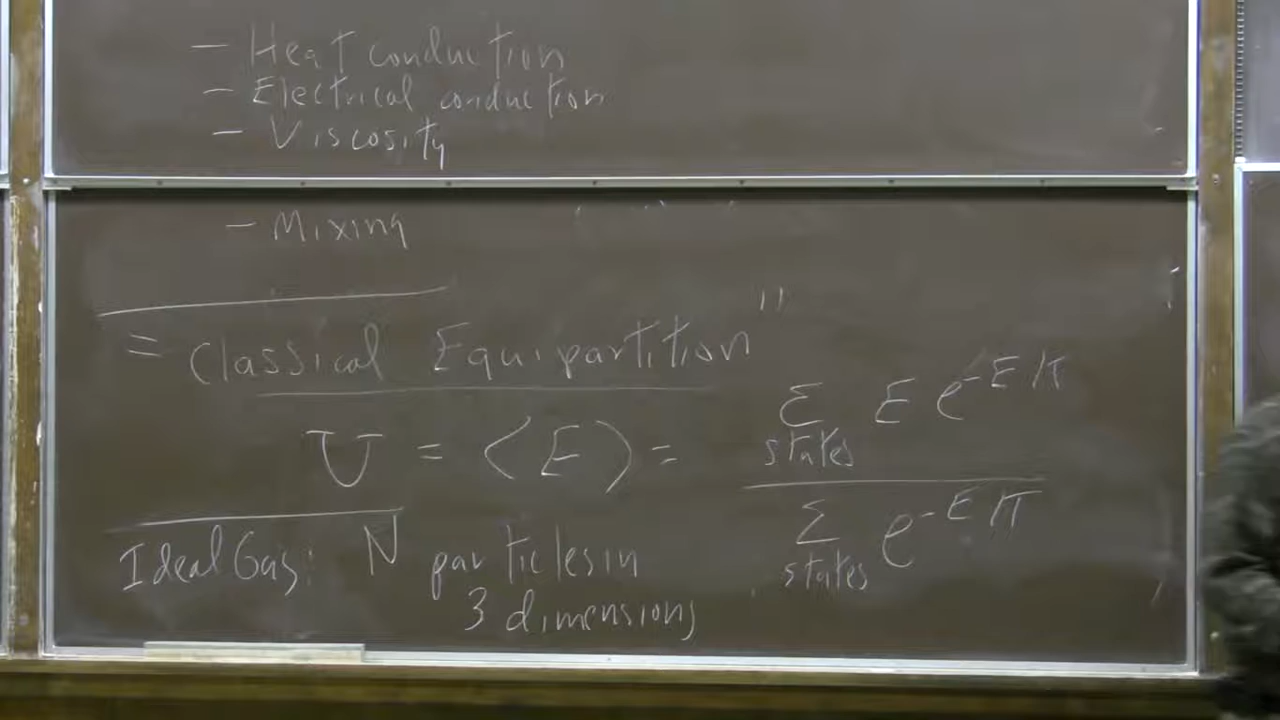 – Heat conduction
– Electrical conduction
– Viscosity
– Mixing
= Classical Equipartition "
U = ⟨E⟩ = Σ states E e^-E/τ
Σ states e^-E/τ
Ideal Gas: N particles in
3 dimensions